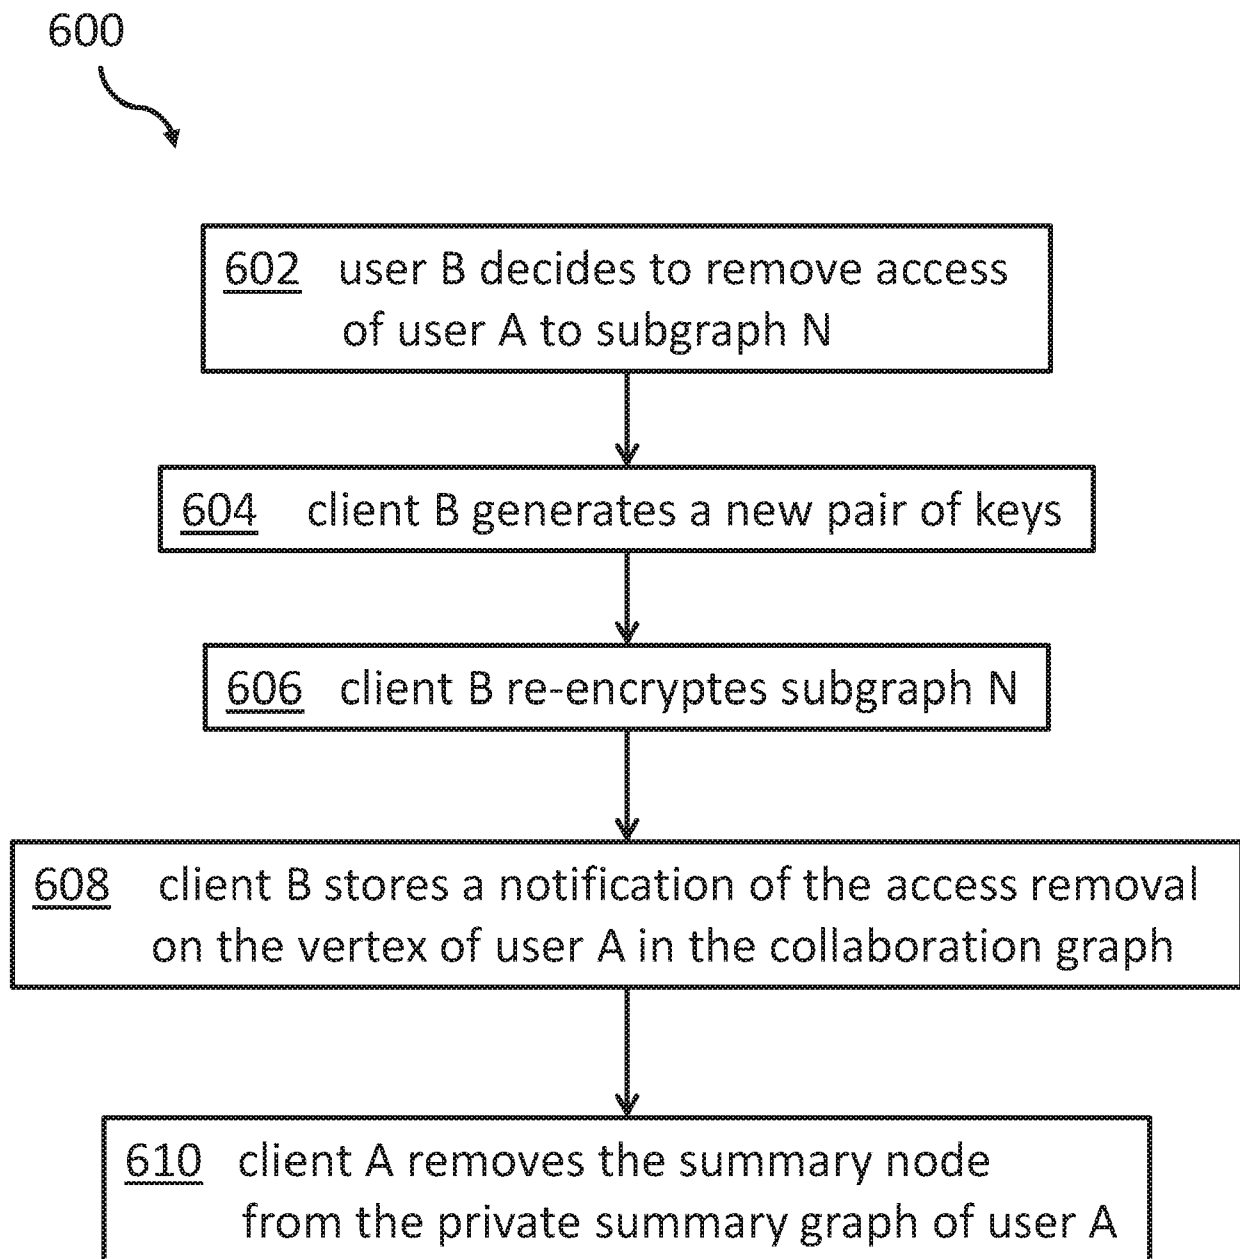 600
602 user B decides to remove access
of user A to subgraph N
604 client B generates a new pair of keys
606 client B re-encryptes subgraph N
608 client B stores a notification of the access removal
on the vertex of user A in the collaboration graph
610 client A removes the summary node
from the private summary graph of user A